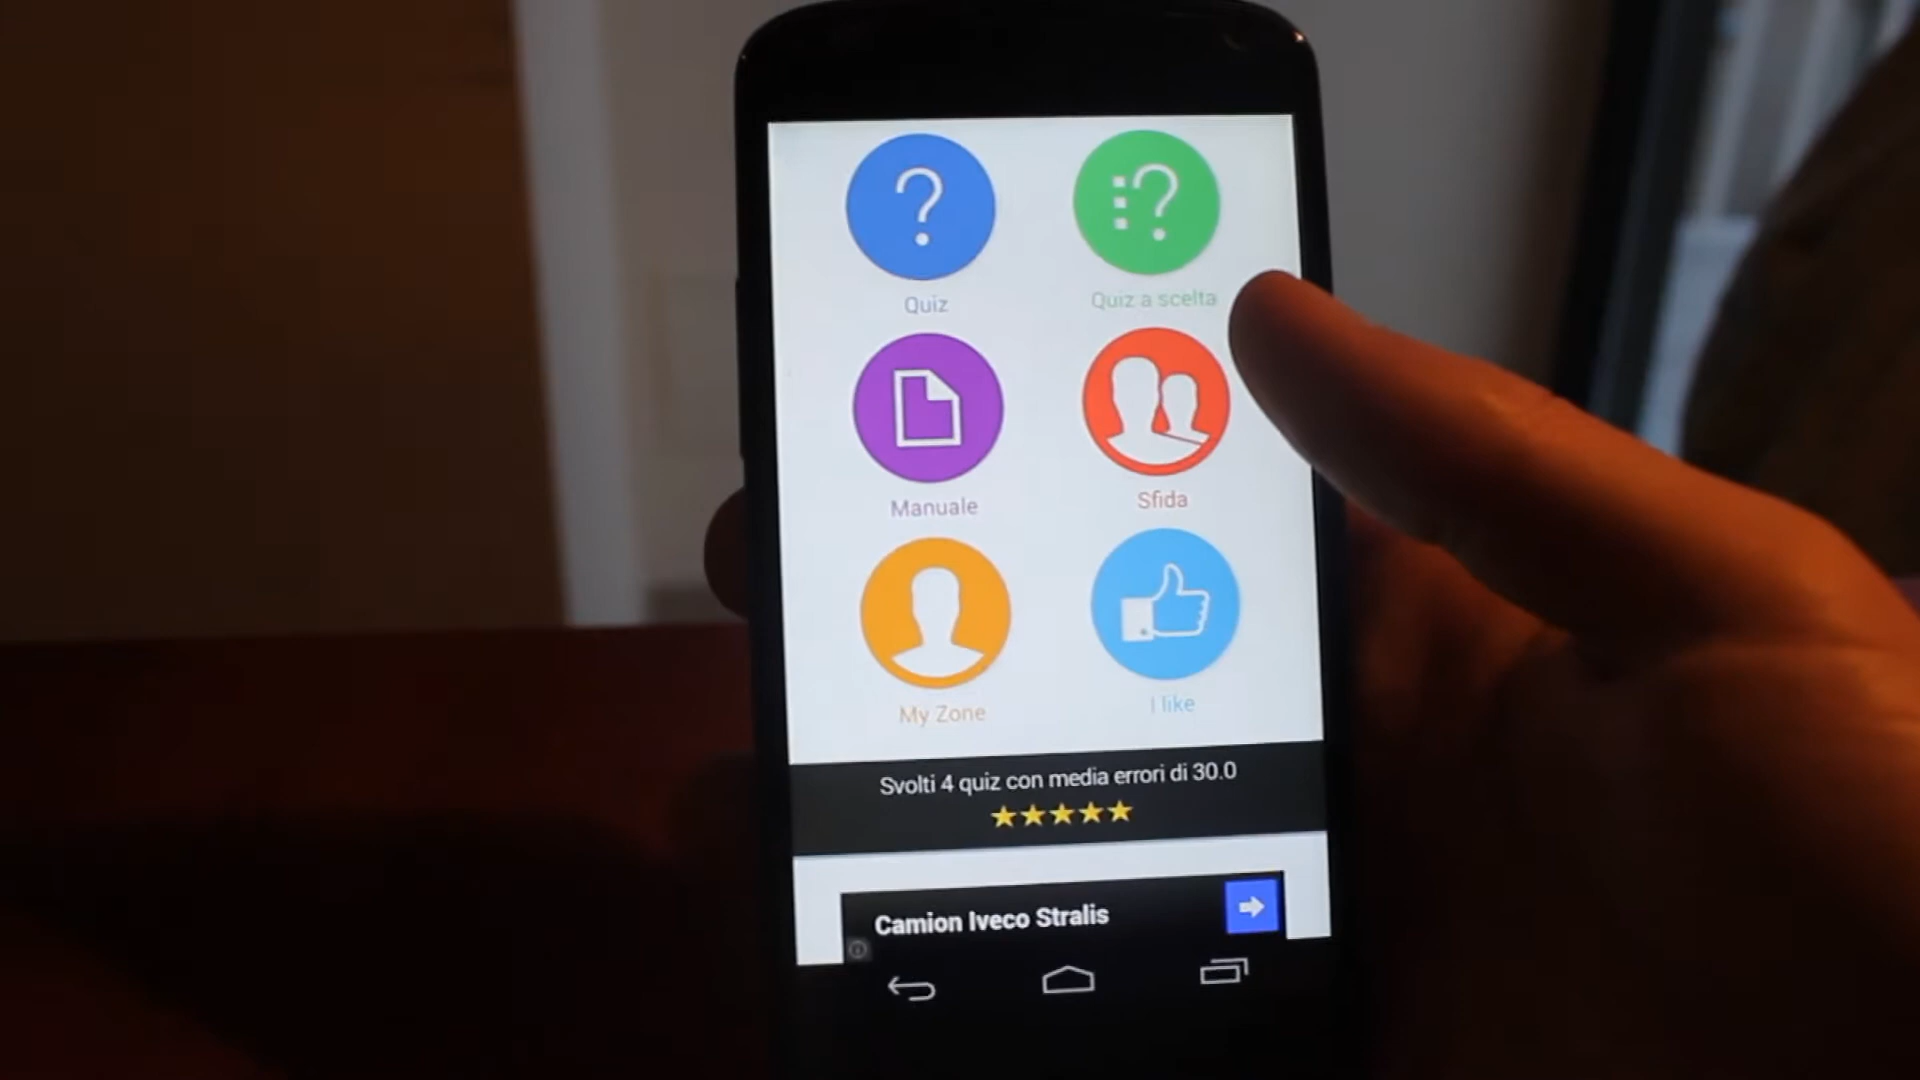 Quiz
Quiz a scelta
Manuale
Sfida
My Zone
I like
Svolti 4 quiz con media errori di 30.0
Camion Iveco Stralis